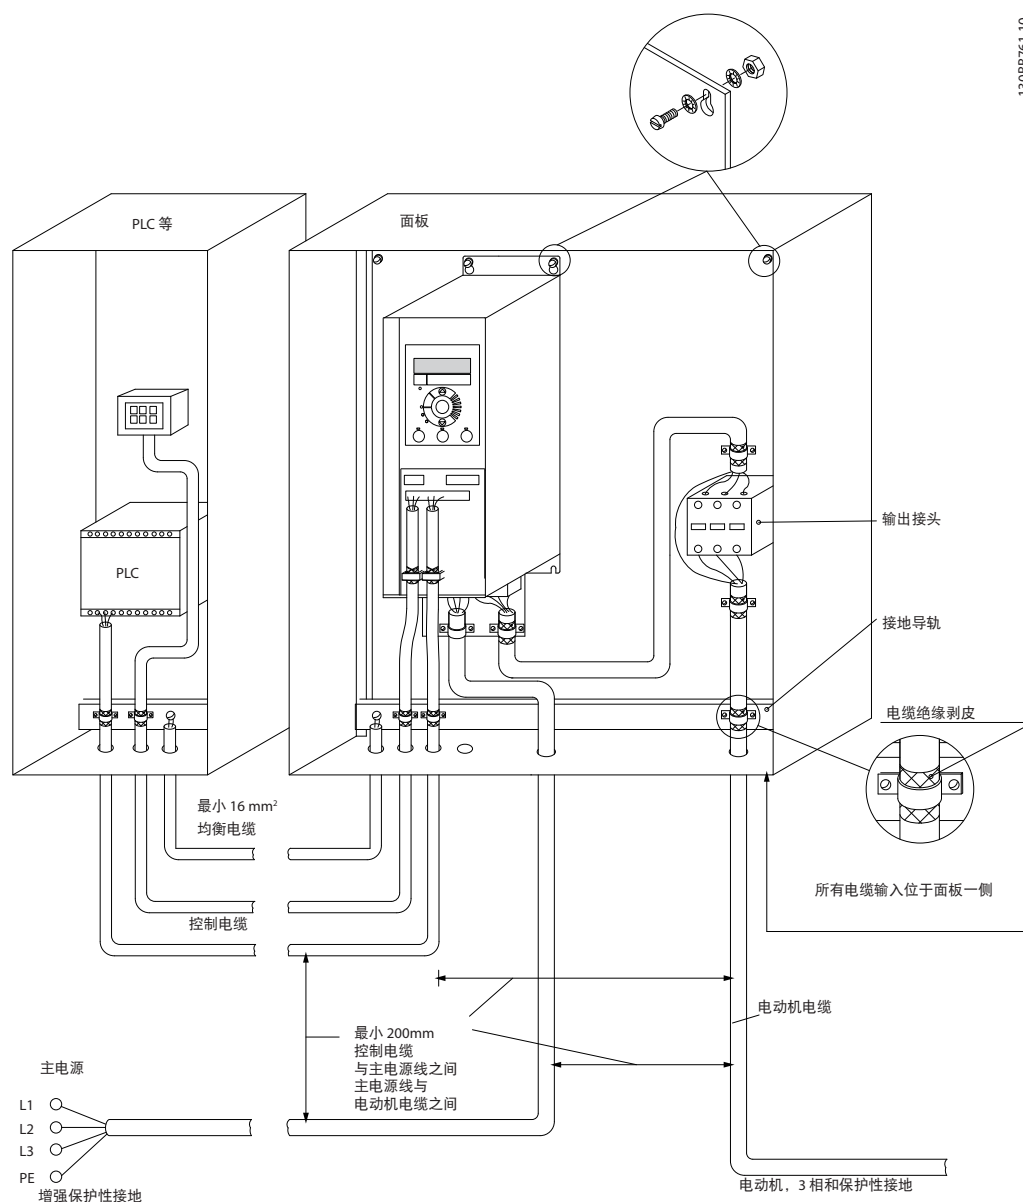 130BB761.10
PLC 等
面板
PLC
输出接头
接地导轨
电缆绝缘剥皮
最小 16 mm²
均衡电缆
所有电缆输入位于面板一侧
控制电缆
电动机电缆
最小 200mm
控制电缆
与主电源线之间
主电源线与
电动机电缆之间
主电源
L1
L2
L3
PE
增强保护性接地
电动机，3 相和保护性接地